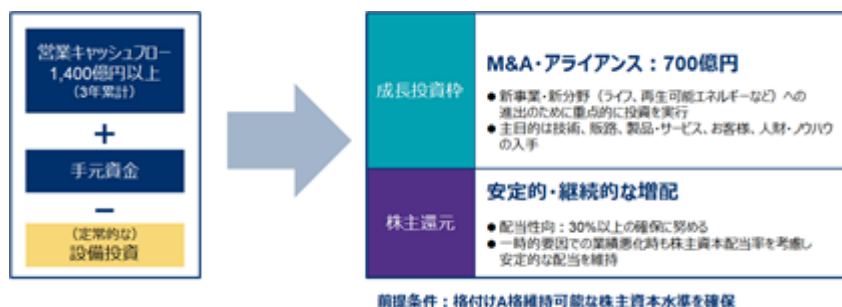 営業キャッシュフロー
1,400億円以上
(3年累計)
+
手元資金
−
(定常的な)
設備投資
成長投資枠
M&A・アライアンス：700億円
●新事業・新分野（ライフ、再生可能エネルギーなど）への
進出のために重点的に投資を実行
●主目的は技術、販路、製品・サービス、お客様、人財・ノウハウ
の入手
株主還元
安定的・継続的な増配
●配当性向：30%以上の確保に努める
●一時的要因での業績悪化時も株主資本配当率を考慮し
安定的な配当を維持
前提条件：格付けA格維持可能な株主資本水準を確保